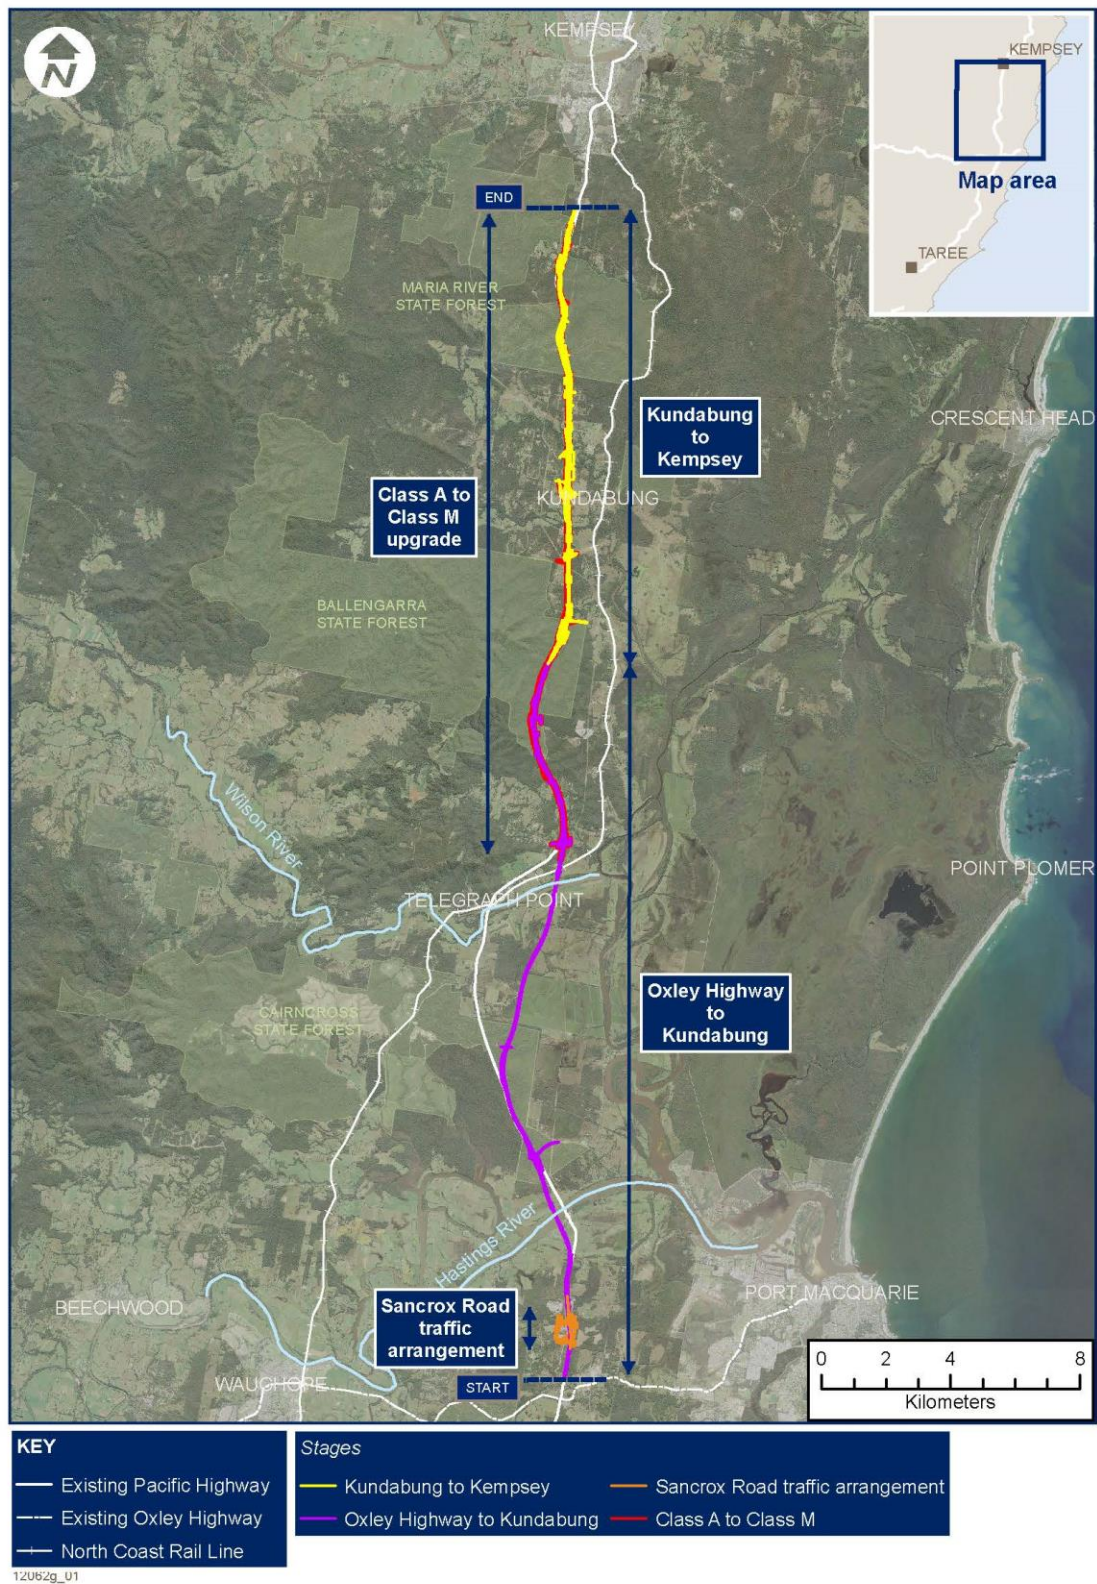 KEMPSEY
N
KEMPSEY
Map area
TAREE
END
MARIA RIVER
STATE FOREST
CRESCENT HEAD
Kundabung
to
Kempsey
KUNDABUNG
Class A to
Class M
upgrade
BALLENGARRA
STATE FOREST
Wilson River
POINT PLOMER
TELEGRAPH POINT
Oxley Highway
to
Kundabung
CAIRNCROSS
STATE FOREST
Hastings River
PORT MACQUARIE
BEECHWOOD
Sancrox Road
traffic
arrangement
WAUCHOPE
START
0 2 4 8
Kilometers
KEY
Existing Pacific Highway
Existing Oxley Highway
North Coast Rail Line
Stages
Kundabung to Kempsey
Oxley Highway to Kundabung
Sancrox Road traffic arrangement
Class A to Class M
12062g_01